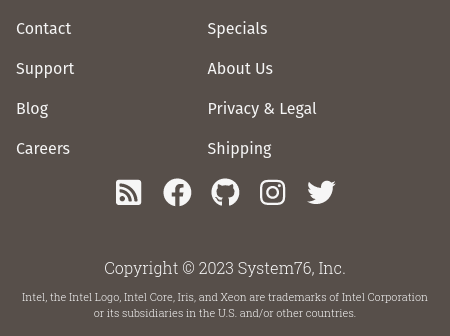 Contact
Specials
Support
About Us
Blog
Privacy & Legal
Careers
Shipping
Copyright © 2023 System76, Inc.
Intel, the Intel Logo, Intel Core, Iris, and Xeon are trademarks of Intel Corporation
or its subsidiaries in the U.S. and/or other countries.